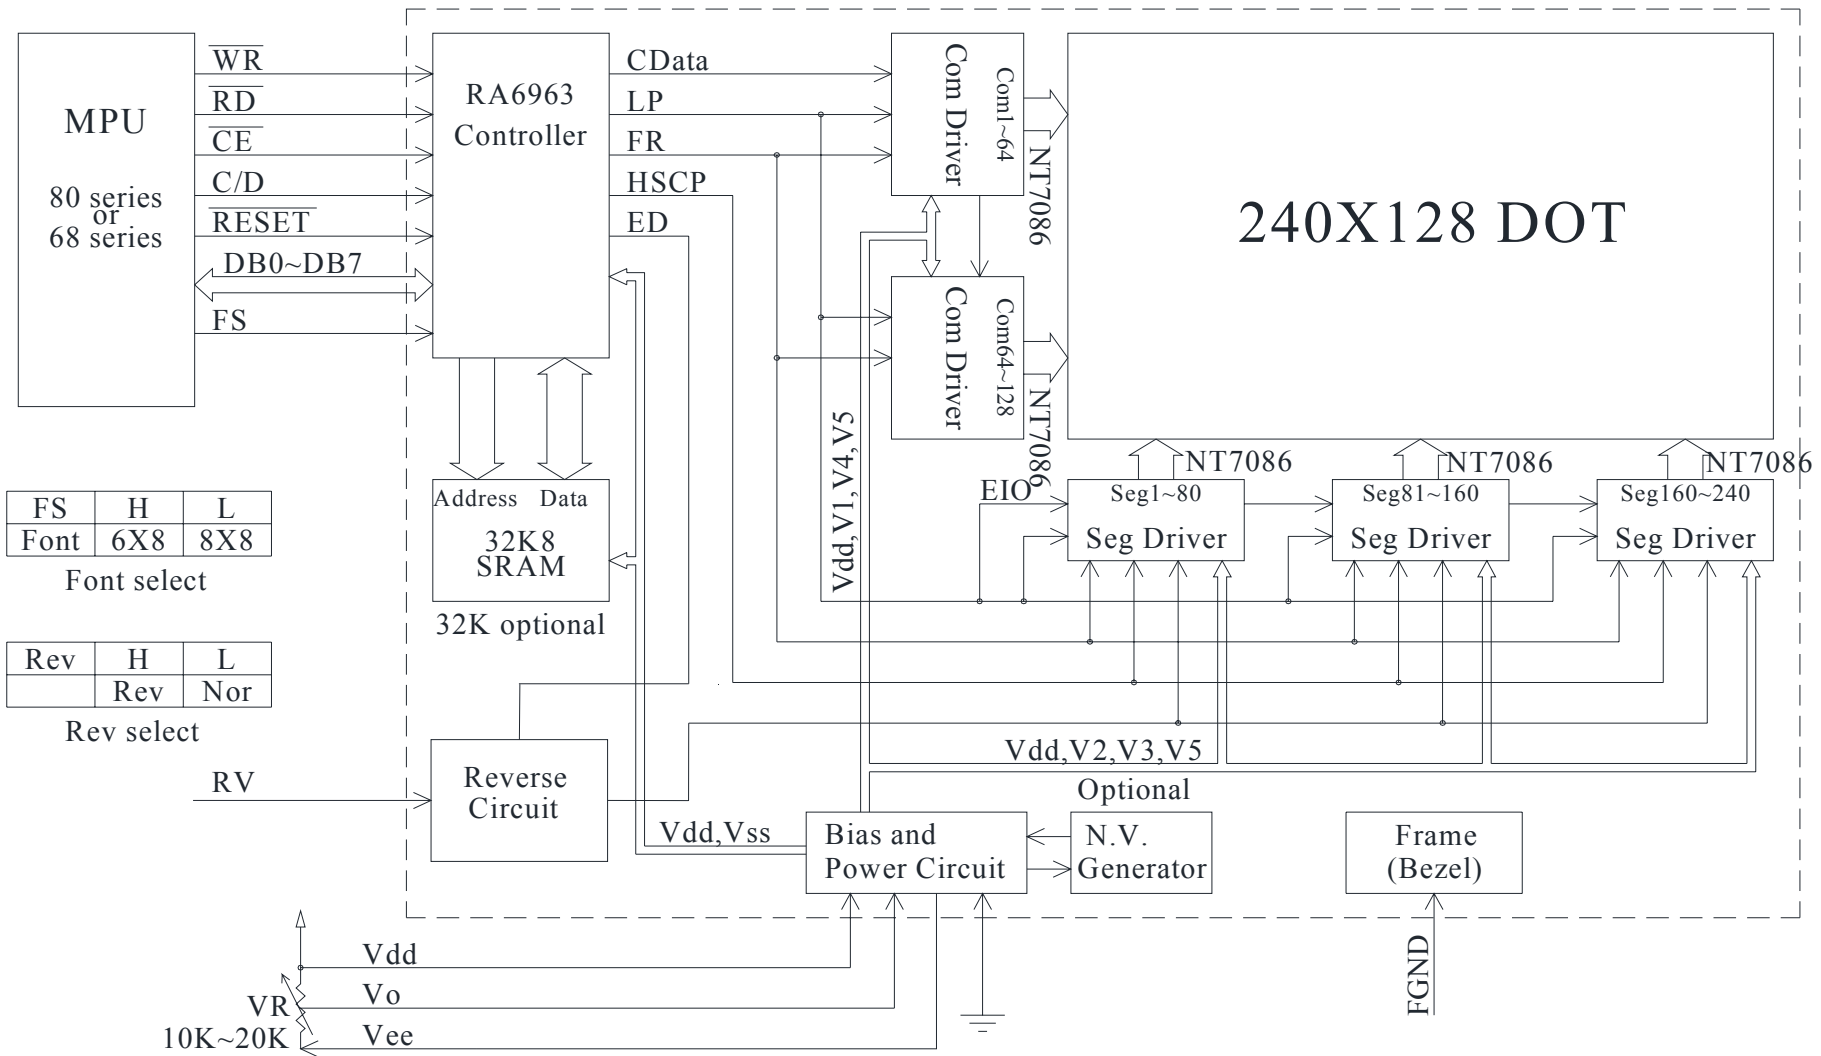 MPU
80 series
or
68 series
WR
RD
CE
C/D
RESET
DB0~DB7
FS
RA6963
Controller
CData
LP
FR
HSCP
ED
Com Driver
Com1~64
NT7086
Com Driver
Com64~128
NT7086
240X128 DOT
NT7086
NT7086
NT7086
EIO
Seg1~80
Seg Driver
Seg81~160
Seg Driver
Seg160~240
Seg Driver
Vdd,V1,V4,V5
Address Data
32K8
SRAM
32K optional
FS H L
Font 6X8 8X8
Font select
Rev H L
Rev Nor
Rev select
RV
Reverse
Circuit
Vdd,V2,V3,V5
Optional
Vdd,Vss
Bias and
Power Circuit
N.V.
Generator
Frame
(Bezel)
FGND
Vdd
Vo
Vee
VR
10K~20K